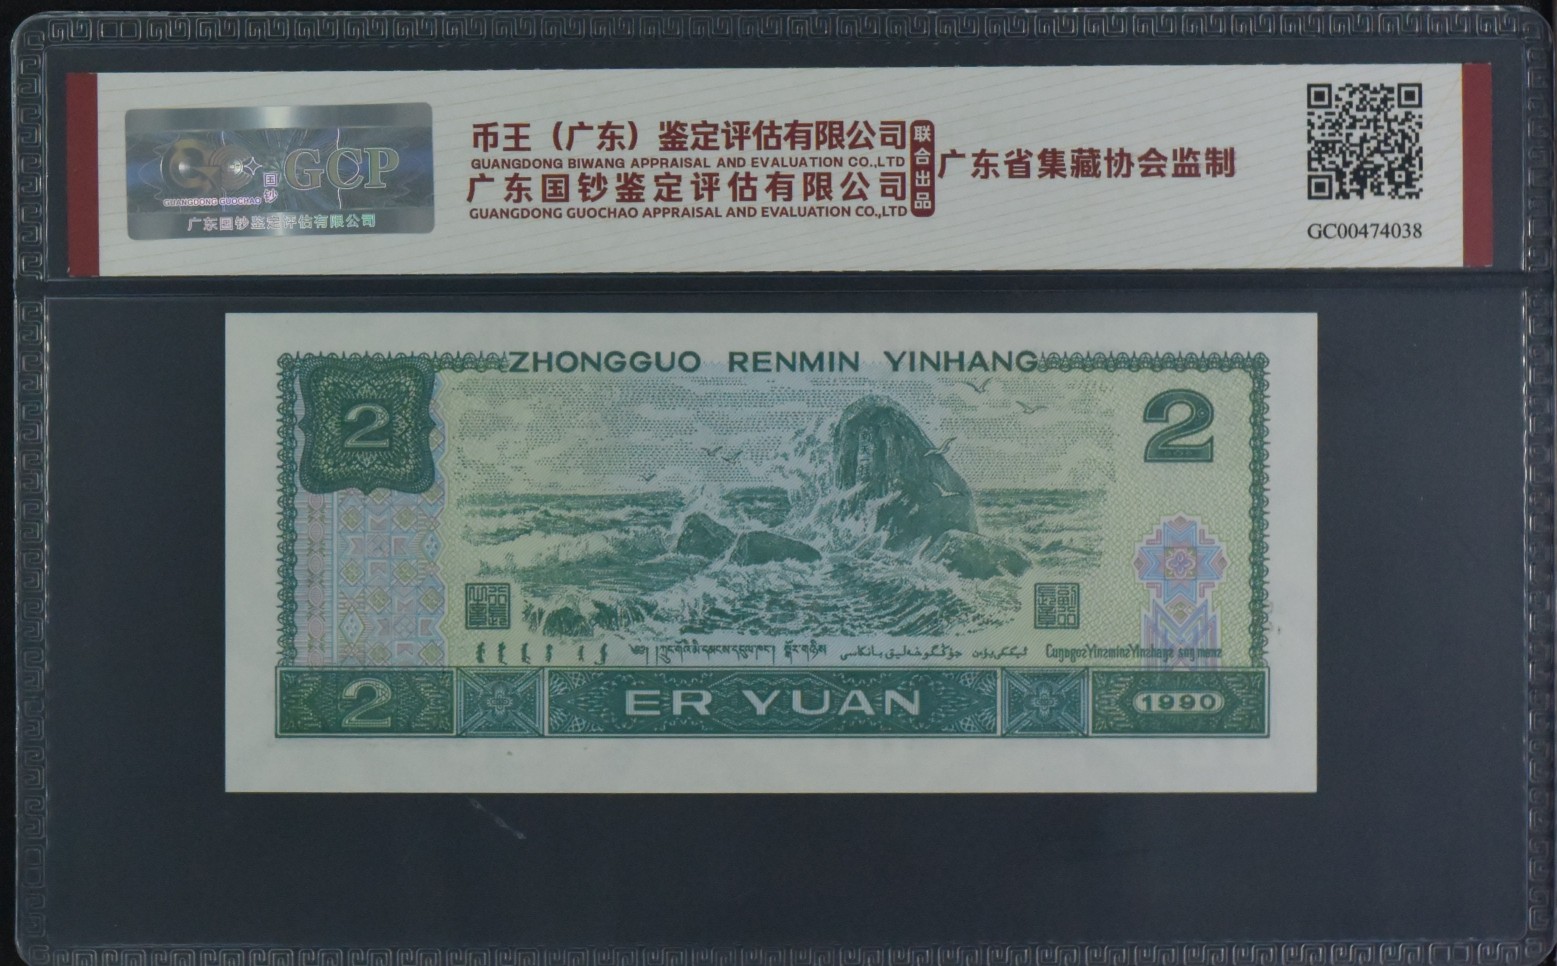 币王（广东）鉴定评估有限公司
GUANGDONG BIWANG APPRAISAL AND EVALUATION CO.,LTD
广东国钞鉴定评估有限公司
GUANGDONG GUOCHAO APPRAISAL AND EVALUATION CO.,LTD
联合出品
广东省集藏协会监制
GCP
国钞
GUANGDONG GUOCHAO
广东国钞鉴定评估有限公司
GC00474038
ZHONGGUO RENMIN YINHANG
2
2
2
ER YUAN
1990